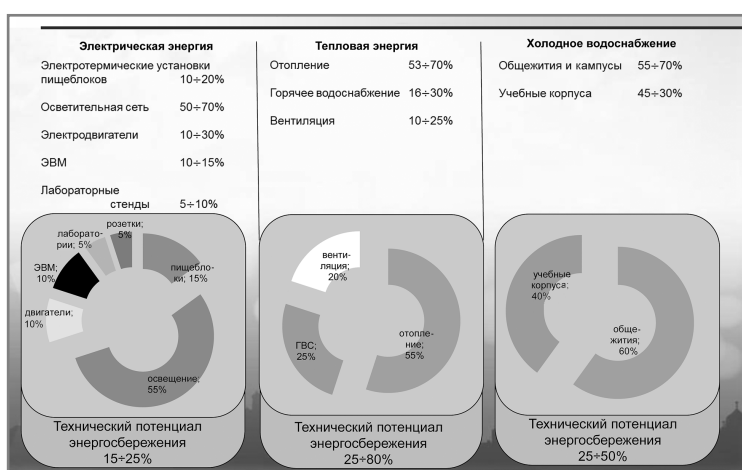 Электрическая энергия
Электротермические установки
пищеблоков 10÷20%
Осветительная сеть 50÷70%
Электродвигатели 10÷30%
ЭВМ 10÷15%
Лабораторные
стенды 5÷10%
Тепловая энергия
Отопление 53÷70%
Горячее водоснабжение 16÷30%
Вентиляция 10÷25%
Холодное водоснабжение
Общежития и кампусы 55÷70%
Учебные корпуса 45÷30%
розетки;
5%
лаборато-
рии; 5%
ЭВМ;
10%
двигатели;
10%
пищебло-
ки; 15%
освещение;
55%
венти-
ляция;
20%
ГВС;
25%
отопле-
ние;
55%
учебные
корпуса;
40%
обще-
жития;
60%
Технический потенциал
энергосбережения
15÷25%
Технический потенциал
энергосбережения
25÷80%
Технический потенциал
энергосбережения
25÷50%